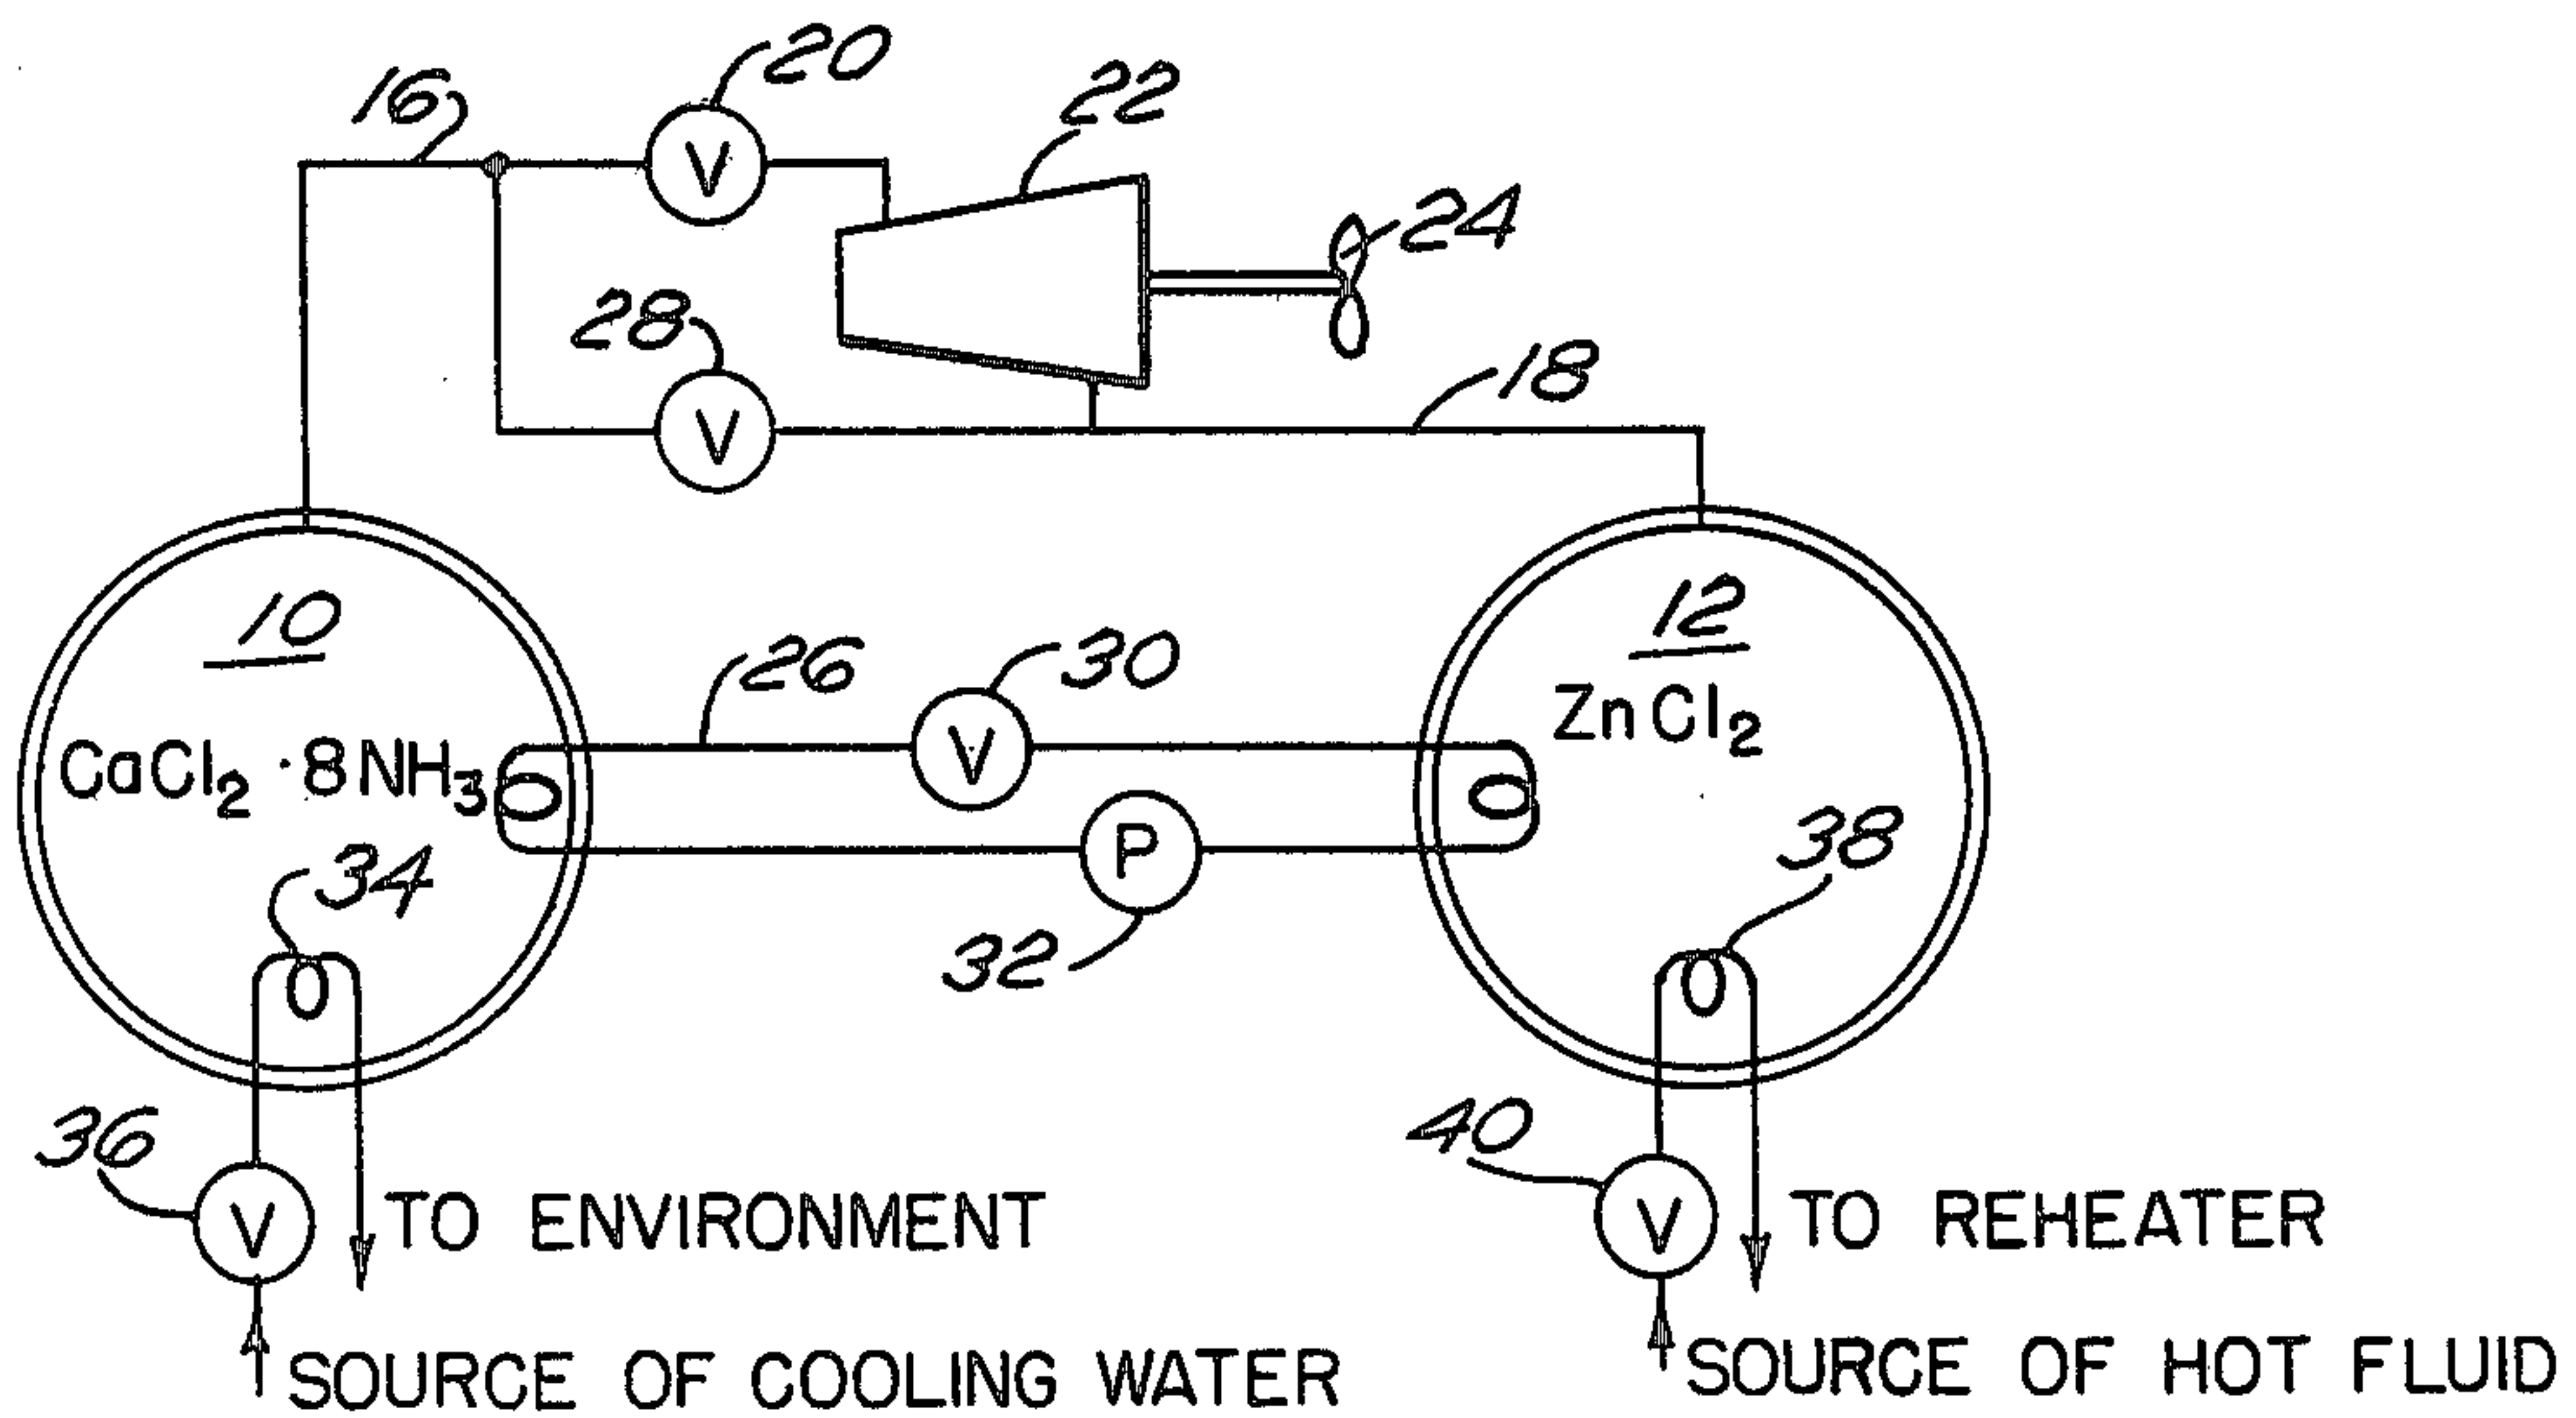 20
22
16
V
24
28
18
V
10
12
26
30
ZnCl2
V
CaCl2 · 8NH3
38
P
34
32
36
40
V
TO ENVIRONMENT
V
TO REHEATER
SOURCE OF COOLING WATER
SOURCE OF HOT FLUID